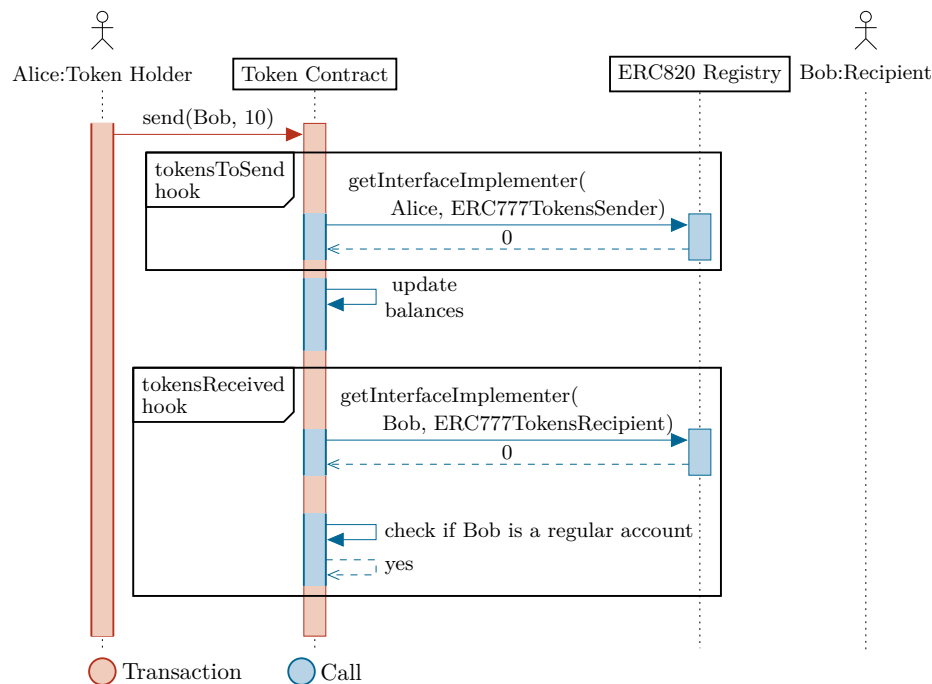 Alice:Token Holder
Token Contract
ERC820 Registry
Bob:Recipient
send(Bob, 10)
tokensToSend
hook
getInterfaceImplementer(
Alice, ERC777TokensSender)
0
update
balances
tokensReceived
hook
getInterfaceImplementer(
Bob, ERC777TokensRecipient)
0
check if Bob is a regular account
yes
Transaction
Call